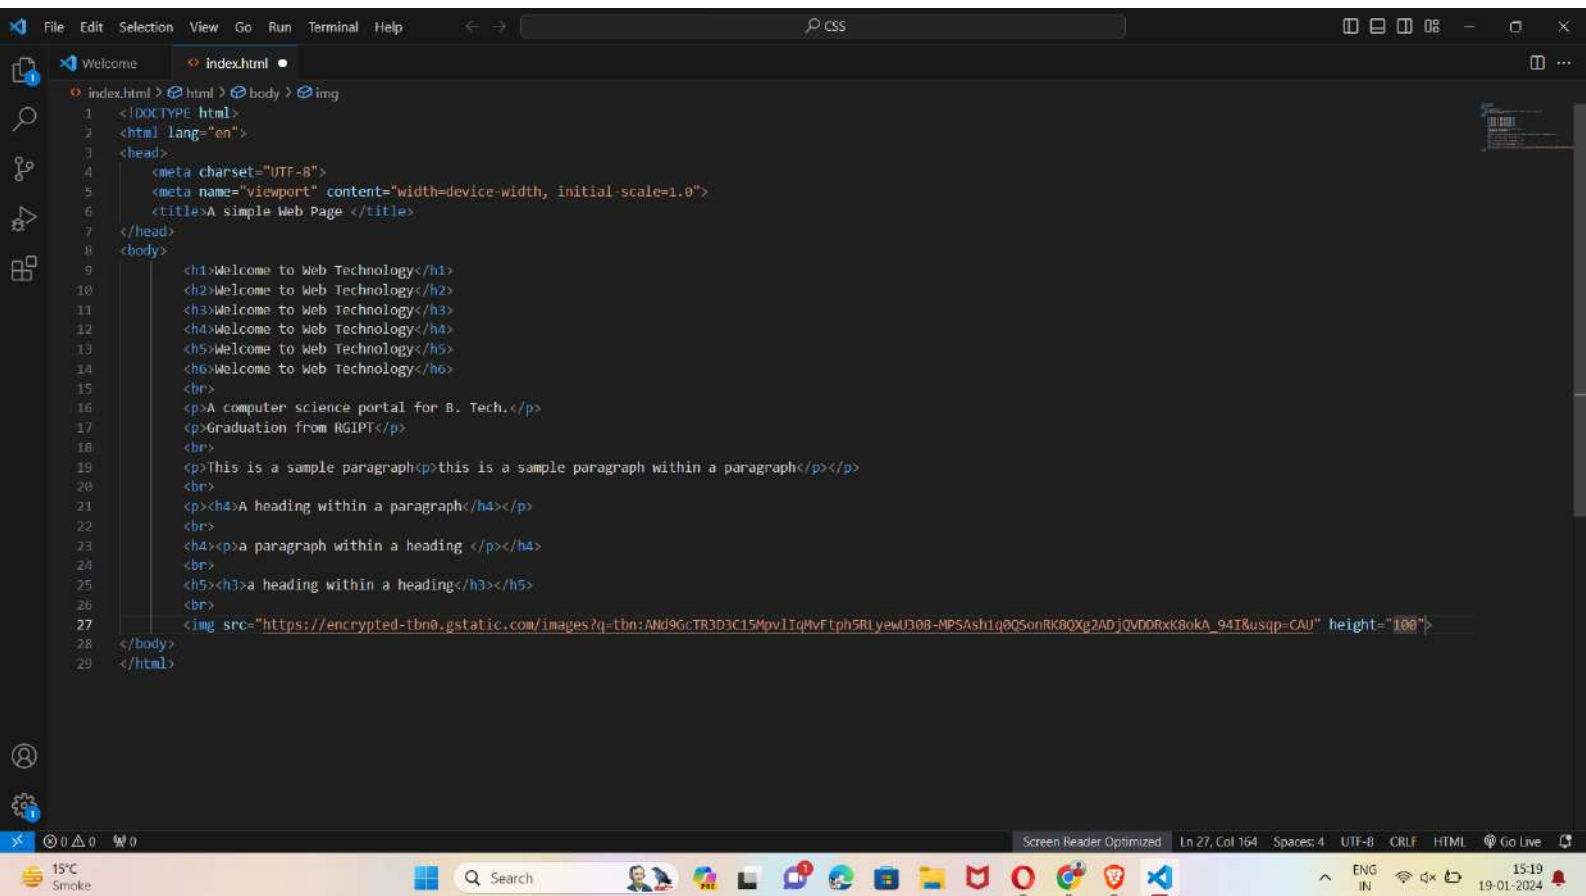 File Edit Selection View Go Run Terminal Help CSS
Welcome index.html
index.html > html > body > img
1 <!DOCTYPE html>
2 <html lang="en">
3 <head>
4 <meta charset="UTF-8">
5 <meta name="viewport" content="width=device-width, initial-scale=1.0">
6 <title>A simple Web Page </title>
7 </head>
8 <body>
9 <h1>Welcome to Web Technology</h1>
10 <h2>Welcome to Web Technology</h2>
11 <h3>Welcome to Web Technology</h3>
12 <h4>Welcome to Web Technology</h4>
13 <h5>Welcome to Web Technology</h5>
14 <h6>Welcome to Web Technology</h6>
15 <br>
16 <p>A computer science portal for B. Tech.</p>
17 <p>Graduation from RGIPT</p>
18 <br>
19 <p>This is a sample paragraph<p>this is a sample paragraph within a paragraph</p></p>
20 <br>
21 <p><h4>A heading within a paragraph</h4></p>
22 <br>
23 <h4><p>a paragraph within a heading </p></h4>
24 <br>
25 <h5><h3>a heading within a heading</h3></h5>
26 <br>
27 <img src="https://encrypted-tbn0.gstatic.com/images?q=tbn:ANd9GcTR3D3C15MpvlIqMvFtph5RLyewU308-MPSAsh1q0QSonRK8QXg2ADjQVDDRxK8okA_94I&usqp=CAU" height="100">
28 </body>
29 </html>
0 0 0 Screen Reader Optimized Ln 27, Col 164 Spaces: 4 UTF-8 CRLF HTML Go Live
15°C
Smoke
Search
ENG
IN
15:19
19-01-2024